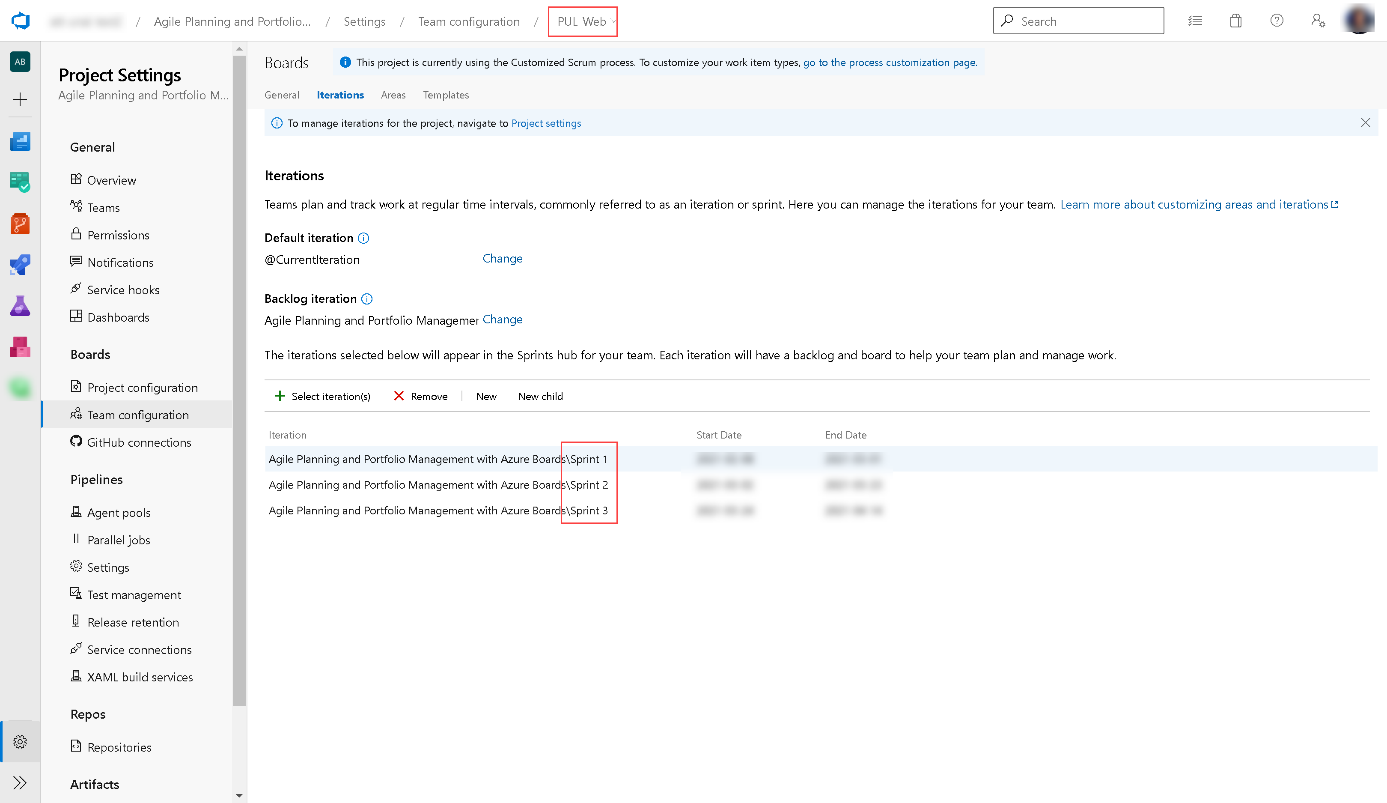 / Agile Planning and Portfolio... / Settings / Team configuration / PUL Web
Search
AB
Project Settings
Agile Planning and Portfolio M...
General
Overview
Teams
Permissions
Notifications
Service hooks
Dashboards
Boards
Project configuration
Team configuration
GitHub connections
Pipelines
Agent pools
Parallel jobs
Settings
Test management
Release retention
Service connections
XAML build services
Repos
Repositories
Artifacts
Boards
This project is currently using the Customized Scrum process. To customize your work item types, go to the process customization page.
General Iterations Areas Templates
To manage iterations for the project, navigate to Project settings
Iterations
Teams plan and track work at regular time intervals, commonly referred to as an iteration or sprint. Here you can manage the iterations for your team. Learn more about customizing areas and iterations
Default iteration
@CurrentIteration Change
Backlog iteration
Agile Planning and Portfolio Managemer Change
The iterations selected below will appear in the Sprints hub for your team. Each iteration will have a backlog and board to help your team plan and manage work.
Select iteration(s) Remove New New child
Iteration Start Date End Date
Agile Planning and Portfolio Management with Azure Boards\Sprint 1
Agile Planning and Portfolio Management with Azure Boards\Sprint 2
Agile Planning and Portfolio Management with Azure Boards\Sprint 3